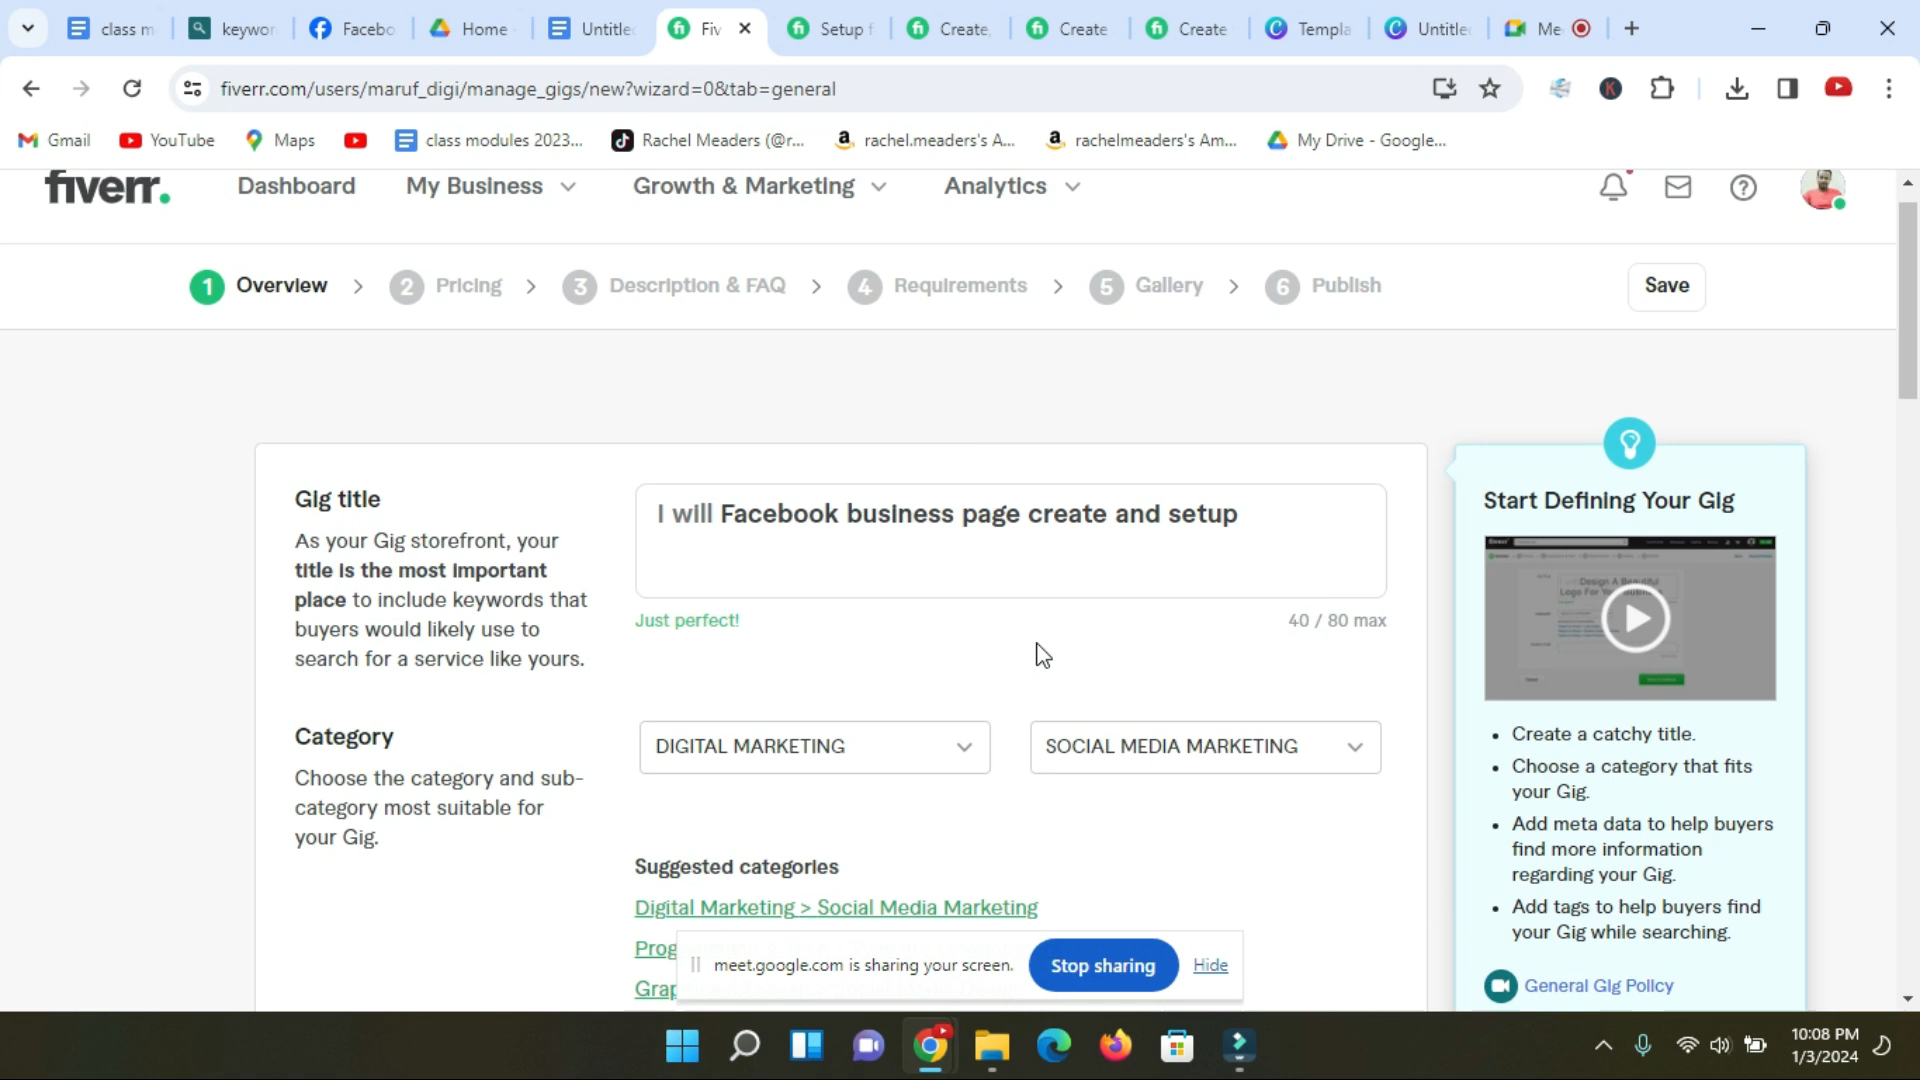 class m
keywor
Facebo
Home
Untitle
Fiv
Setup f
Create,
Create
Create
Templa
Untitle
Me
fiverr.com/users/maruf_digi/manage_gigs/new?wizard=0&tab=general
K
Gmail
YouTube
Maps
class modules 2023...
Rachel Meaders (@r...
rachel.meaders's A...
rachelmeaders's Am...
My Drive - Google...
fiverr.
Dashboard
My Business
Growth & Marketing
Analytics
1 Overview
2 Pricing
3 Description & FAQ
4 Requirements
5 Gallery
6 Publish
Save
Gig title
As your Gig storefront, your
title is the most important
place to include keywords that
buyers would likely use to
search for a service like yours.
I will Facebook business page create and setup
Just perfect!
40 / 80 max
Category
Choose the category and sub-
category most suitable for
your Gig.
DIGITAL MARKETING
SOCIAL MEDIA MARKETING
Suggested categories
Digital Marketing > Social Media Marketing
Prog
Grap
Start Defining Your Gig
Design A Beautiful
Create a catchy title.
Choose a category that fits
your Gig.
Add meta data to help buyers
find more information
regarding your Gig.
Add tags to help buyers find
your Gig while searching.
General Gig Policy
meet.google.com is sharing your screen.
Stop sharing
Hide
10:08 PM
1/3/2024